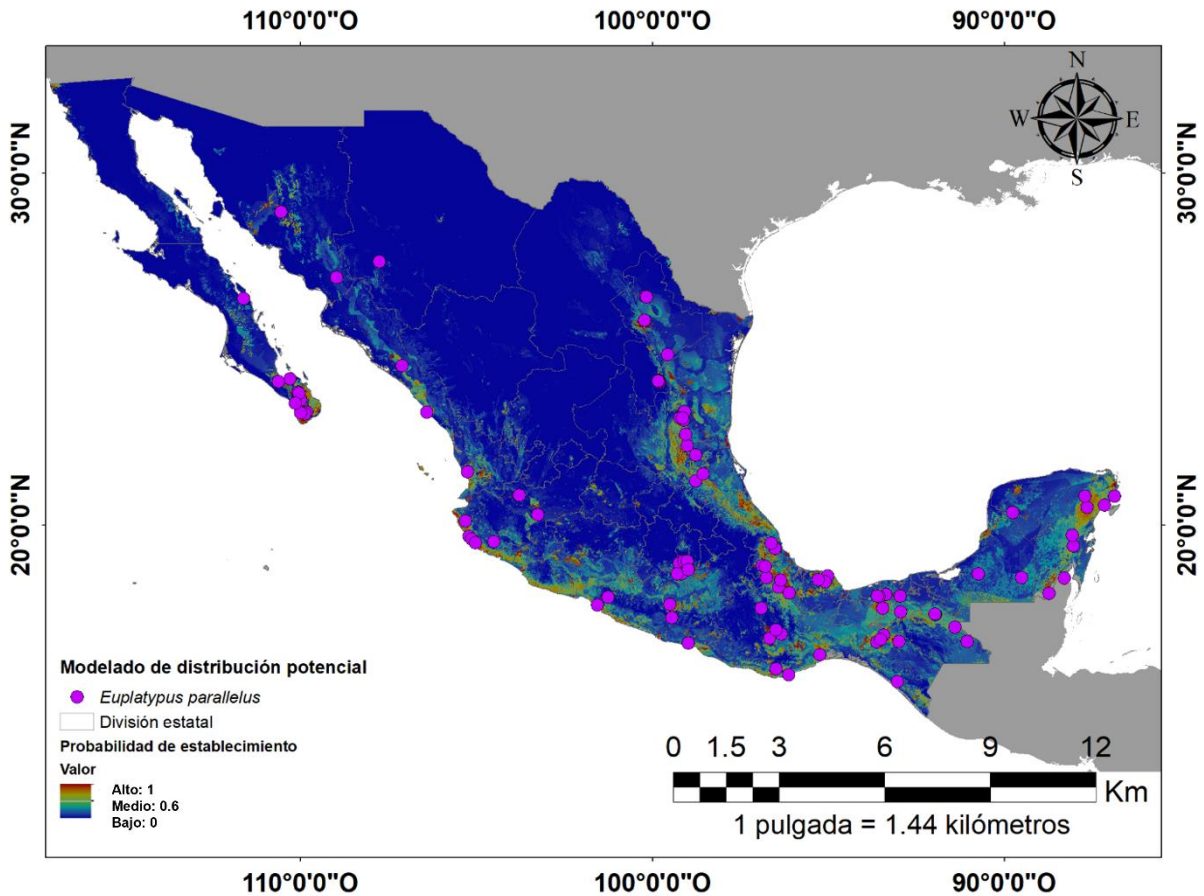 110°0'0"O 100°0'0"O 90°0'0"O
N
W E
S
30°0'0"N 30°0'0"N
20°0'0"N 20°0'0"N
Modelado de distribución potencial
Euplatypus parallelus
División estatal
Probabilidad de establecimiento
Valor
Alto: 1
Medio: 0.6
Bajo: 0
0 1.5 3 6 9 12
Km
1 pulgada = 1.44 kilómetros
110°0'0"O 100°0'0"O 90°0'0"O